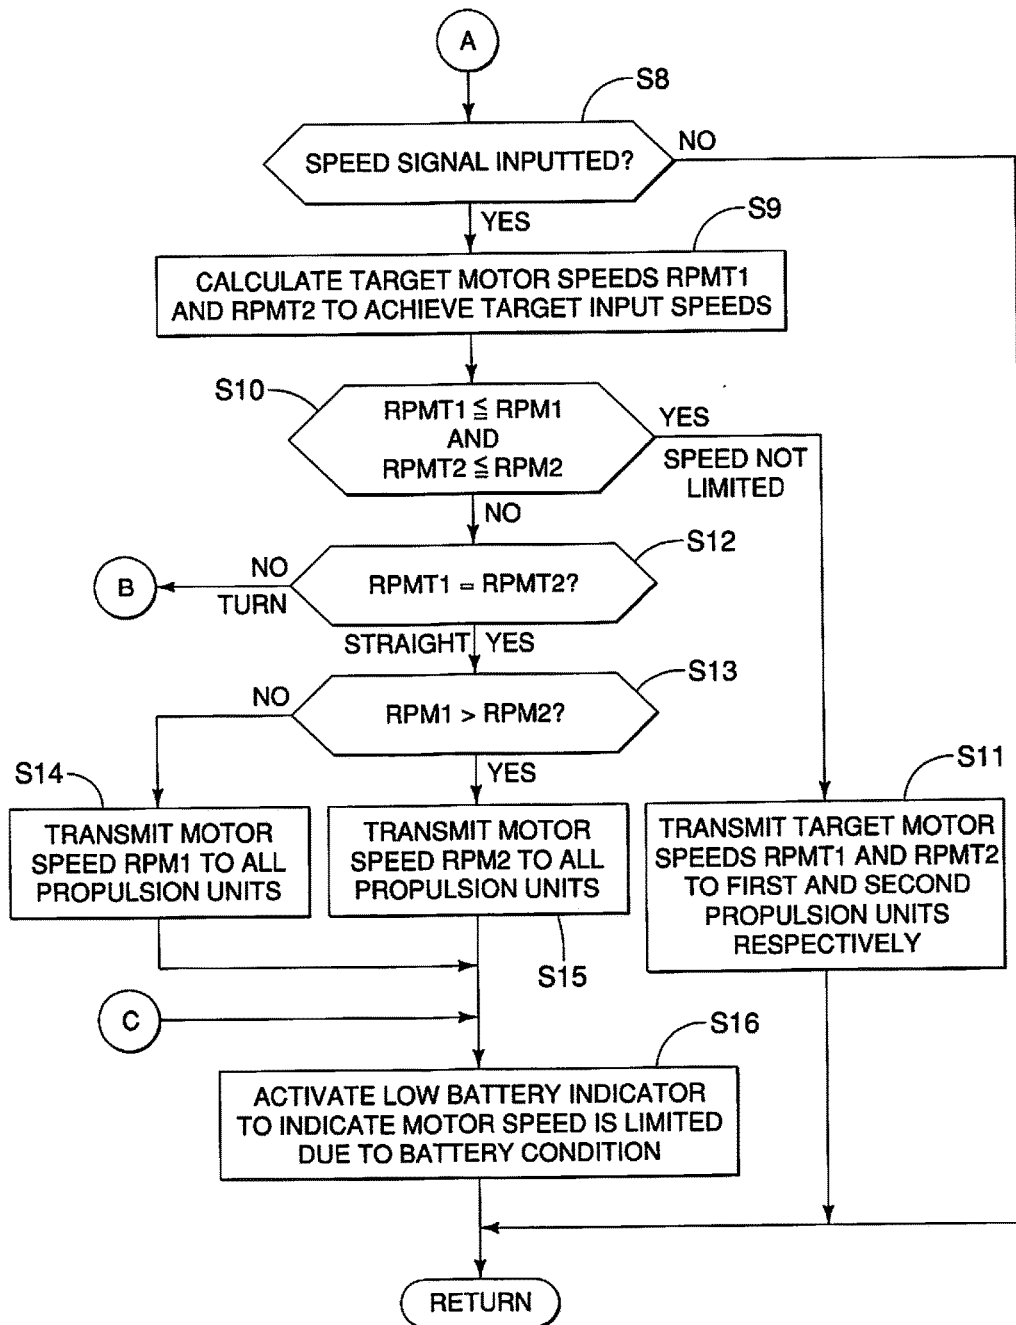 A
S8
SPEED SIGNAL INPUTTED?
NO
YES
S9
CALCULATE TARGET MOTOR SPEEDS RPMT1
AND RPMT2 TO ACHIEVE TARGET INPUT SPEEDS
S10
RPMT1 ≦ RPM1
AND
RPMT2 ≦ RPM2
YES
SPEED NOT
LIMITED
NO
S12
RPMT1 = RPMT2?
NO
TURN
B
STRAIGHT YES
S13
RPM1 > RPM2?
NO
YES
S14
TRANSMIT MOTOR
SPEED RPM1 TO ALL
PROPULSION UNITS
TRANSMIT MOTOR
SPEED RPM2 TO ALL
PROPULSION UNITS
S15
S11
TRANSMIT TARGET MOTOR
SPEEDS RPMT1 AND RPMT2
TO FIRST AND SECOND
PROPULSION UNITS
RESPECTIVELY
C
S16
ACTIVATE LOW BATTERY INDICATOR
TO INDICATE MOTOR SPEED IS LIMITED
DUE TO BATTERY CONDITION
RETURN